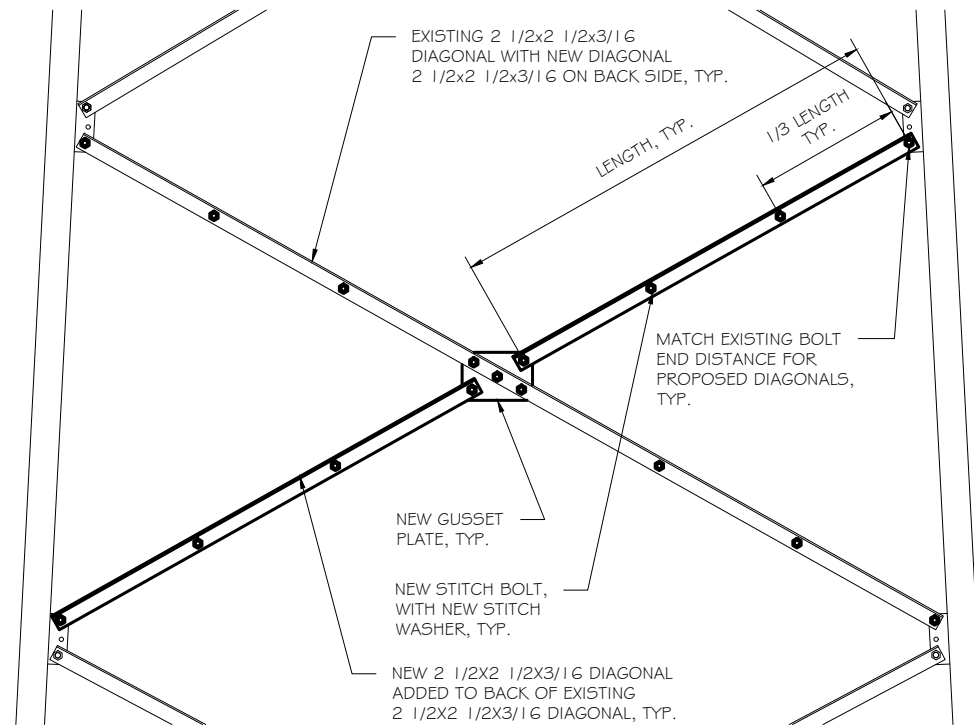 EXISTING 2 1/2x2 1/2x3/16
DIAGONAL WITH NEW DIAGONAL
2 1/2x2 1/2x3/16 ON BACK SIDE, TYP.
LENGTH, TYP.
1/3 LENGTH
TYP.
MATCH EXISTING BOLT
END DISTANCE FOR
PROPOSED DIAGONALS,
TYP.
NEW GUSSET
PLATE, TYP.
NEW STITCH BOLT,
WITH NEW STITCH
WASHER, TYP.
NEW 2 1/2X2 1/2X3/16 DIAGONAL
ADDED TO BACK OF EXISTING
2 1/2X2 1/2X3/16 DIAGONAL, TYP.